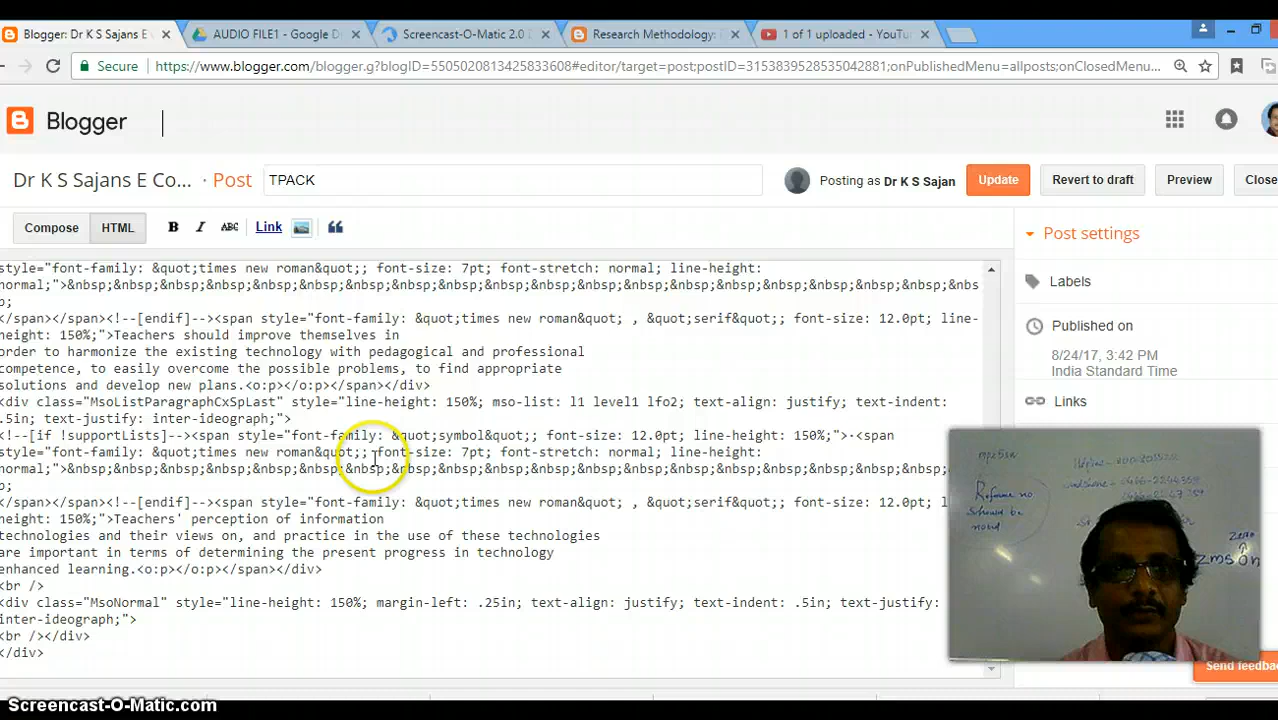 Blogger: Dr K S Sajans E
AUDIO FILE1 - Google D
Screencast-O-Matic 2.0
Research Methodology:
1 of 1 uploaded - YouTu
Secure
https://www.blogger.com/blogger.g?blogID=5505020813425833608#editor/target=post;postID=3153839528535042881;onPublishedMenu=allposts;onClosedMenu...
Blogger
Dr K S Sajans E Co... · Post
TPACK
Posting as Dr K S Sajan
Update
Revert to draft
Preview
Close
Compose
HTML
B
I
ABC
Link
Post settings
style="font-family: &quot;times new roman&quot;; font-size: 7pt; font-stretch: normal; line-height:
normal;">&nbsp;&nbsp;&nbsp;&nbsp;&nbsp;&nbsp;&nbsp;&nbsp;&nbsp;&nbsp;&nbsp;&nbsp;&nbsp;&nbsp;&nbsp;&nbsp;&nbsp;&nbsp;&nbs
p;
</span></span><!--[endif]--><span style="font-family: &quot;times new roman&quot; , &quot;serif&quot;; font-size: 12.0pt; line-
height: 150%;">Teachers should improve themselves in
order to harmonize the existing technology with pedagogical and professional
competence, to easily overcome the possible problems, to find appropriate
solutions and develop new plans.<o:p></o:p></span></div>
<div class="MsoListParagraphCxSpLast" style="line-height: 150%; mso-list: l1 level1 lfo2; text-align: justify; text-indent:
.5in; text-justify: inter-ideograph;">
<!--[if !supportLists]--><span style="font-family: &quot;symbol&quot;; font-size: 12.0pt; line-height: 150%;">·<span
style="font-family: &quot;times new roman&quot;; font-size: 7pt; font-stretch: normal; line-height:
normal;">&nbsp;&nbsp;&nbsp;&nbsp;&nbsp;&nbsp;&nbsp;&nbsp;&nbsp;&nbsp;&nbsp;&nbsp;&nbsp;&nbsp;&nbsp;&nbsp;&nbsp;&nbsp;
p;
</span></span><!--[endif]--><span style="font-family: &quot;times new roman&quot; , &quot;serif&quot;; font-size: 12.0pt; l
height: 150%;">Teachers' perception of information
technologies and their views on, and practice in the use of these technologies
are important in terms of determining the present progress in technology
enhanced learning.<o:p></o:p></span></div>
<br />
<div class="MsoNormal" style="line-height: 150%; margin-left: .25in; text-align: justify; text-indent: .5in; text-justify:
inter-ideograph;">
<br /></div>
</div>
Labels
Published on
8/24/17, 3:42 PM
India Standard Time
Links
Reference no
should be
noted
zero
zmson
Send feedba
Screencast-O-Matic.com